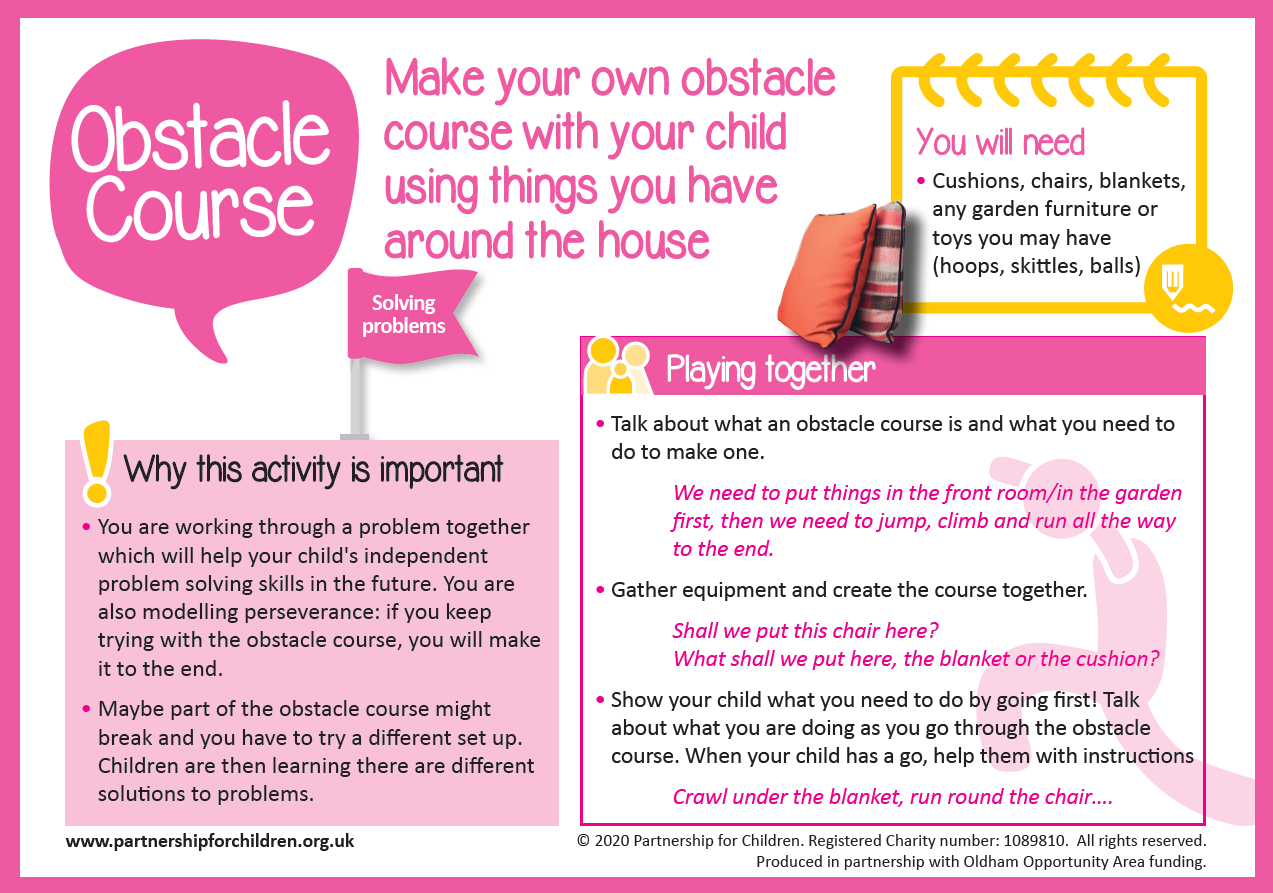 Obstacle
Course
Make your own obstacle
course with your child
using things you have
around the house
Solving
problems
You will need
• Cushions, chairs, blankets,
any garden furniture or
toys you may have
(hoops, skittles, balls)
Why this activity is important
• You are working through a problem together
which will help your child's independent
problem solving skills in the future. You are
also modelling perseverance: if you keep
trying with the obstacle course, you will make
it to the end.
• Maybe part of the obstacle course might
break and you have to try a different set up.
Children are then learning there are different
solutions to problems.
Playing together
• Talk about what an obstacle course is and what you need to
do to make one.
We need to put things in the front room/in the garden
first, then we need to jump, climb and run all the way
to the end.
• Gather equipment and create the course together.
Shall we put this chair here?
What shall we put here, the blanket or the cushion?
• Show your child what you need to do by going first! Talk
about what you are doing as you go through the obstacle
course. When your child has a go, help them with instructions
Crawl under the blanket, run round the chair....
www.partnershipforchildren.org.uk
© 2020 Partnership for Children. Registered Charity number: 1089810. All rights reserved.
Produced in partnership with Oldham Opportunity Area funding.